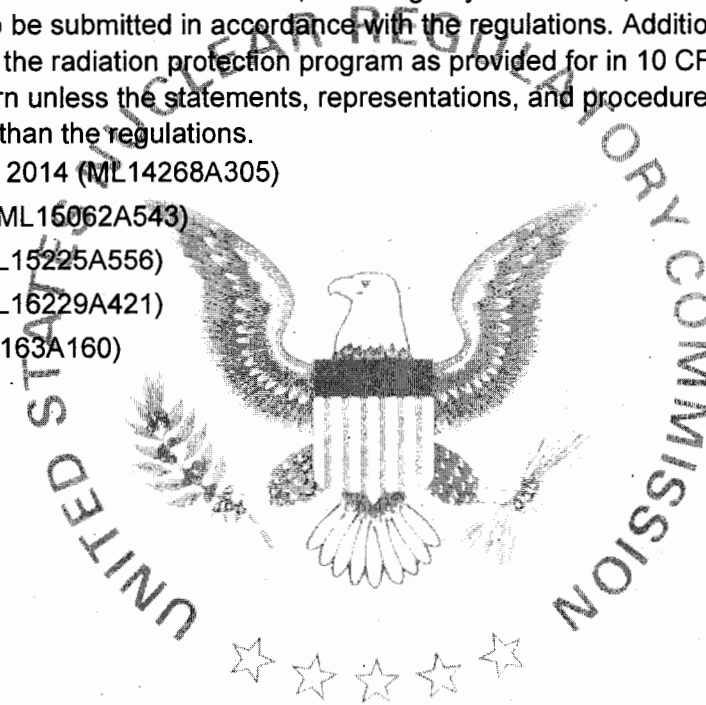 be submitted in accordance with the regulations. Additio
the radiation protection program as provided for in 10 CF
rn unless the statements, representations, and procedure
than the regulations.
2014 (ML14268A305)
ML15062A543)
L15225A556)
L16229A421)
163A160)
UNITED STATES NUCLEAR REGULATORY COMMISSION